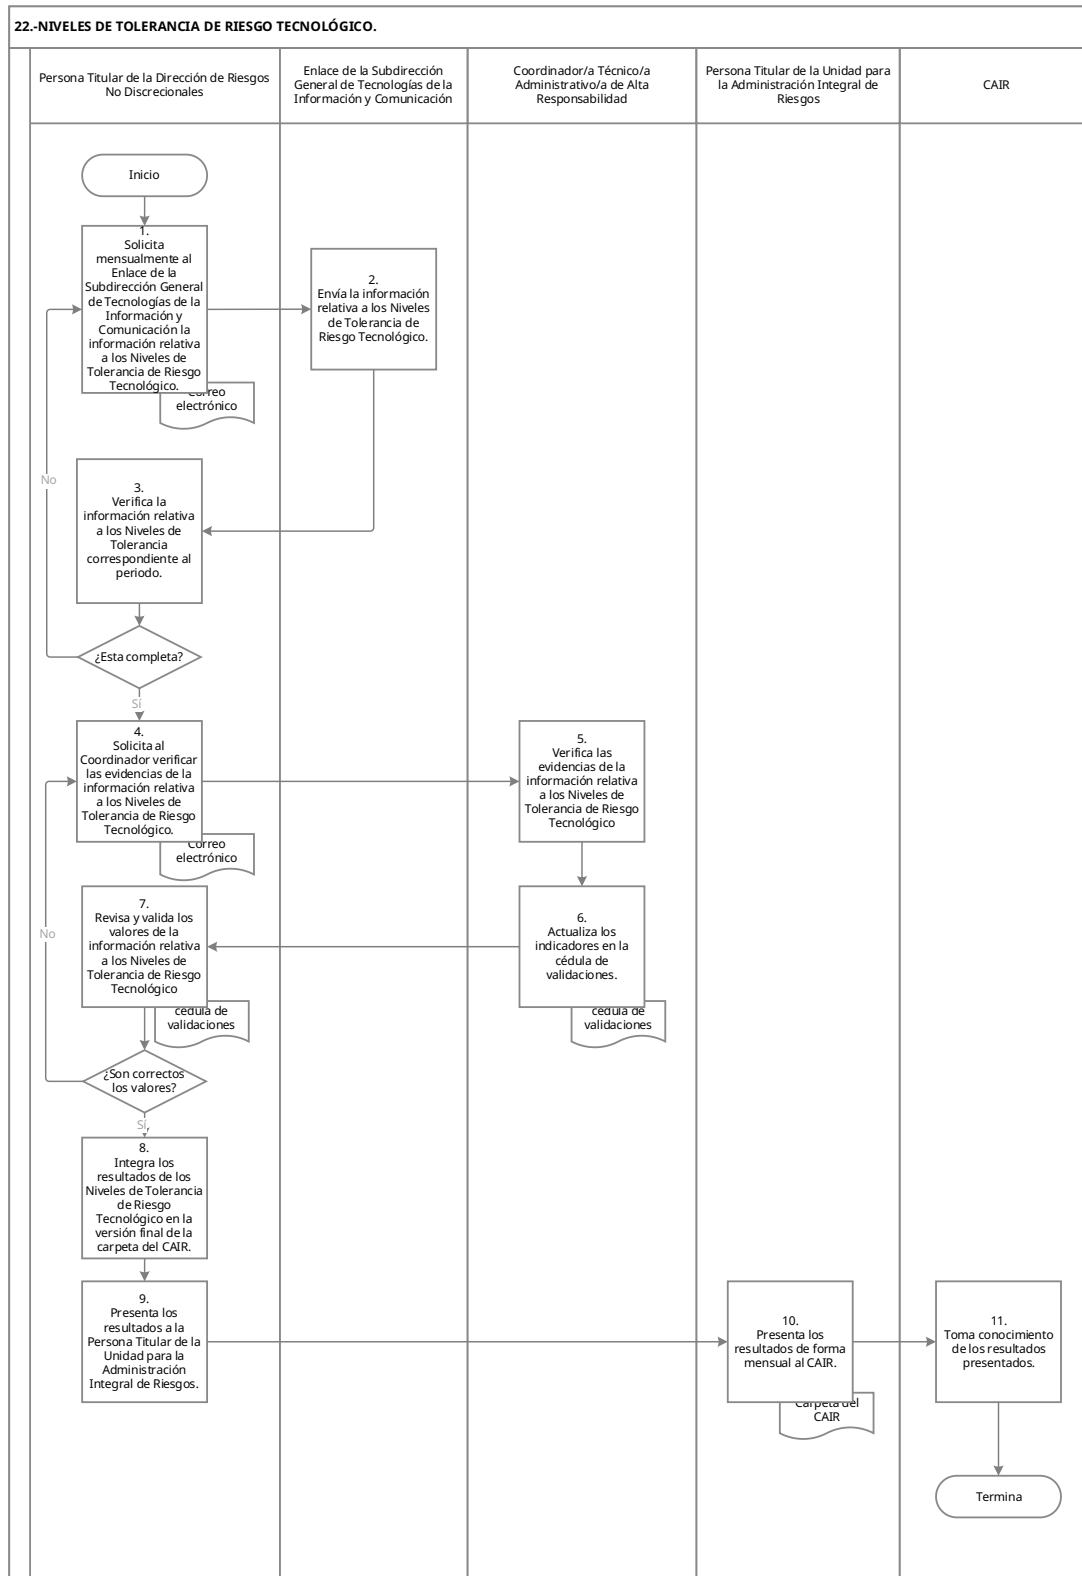 22.-NIVELES DE TOLERANCIA DE RIESGO TECNOLÓGICO.
Persona Titular de la Dirección de Riesgos
No Discrecionales
Enlace de la Subdirección
General de Tecnologías de la
Información y Comunicación
Coordinador/a Técnico/a
Administrativo/a de Alta
Responsabilidad
Persona Titular de la Unidad para
la Administración Integral de
Riesgos
CAIR
Inicio
1.
Solicita
mensualmente al
Enlace de la
Subdirección General
de Tecnologías de la
Información y
Comunicación la
información relativa
a los Niveles de
Tolerancia de Riesgo
Tecnológico.
Correo
electrónico
2.
Envía la información
relativa a los Niveles
de Tolerancia de
Riesgo Tecnológico.
No
3.
Verifica la
información relativa
a los Niveles de
Tolerancia
correspondiente al
periodo.
¿Esta completa?
Sí
4.
Solicita al
Coordinador verificar
las evidencias de la
información relativa
a los Niveles de
Tolerancia de Riesgo
Tecnológico.
Correo
electrónico
5.
Verifica las
evidencias de la
información relativa
a los Niveles de
Tolerancia de Riesgo
Tecnológico
No
7.
Revisa y valida los
valores de la
información relativa
a los Niveles de
Tolerancia de Riesgo
Tecnológico
cédula de
validaciones
6.
Actualiza los
indicadores en la
cédula de
validaciones.
cédula de
validaciones
¿Son correctos
los valores?
Sí
8.
Integra los
resultados de los
Niveles de Tolerancia
de Riesgo
Tecnológico en la
versión final de la
carpeta del CAIR.
9.
Presenta los
resultados a la
Persona Titular de la
Unidad para la
Administración
Integral de Riesgos.
10.
Presenta los
resultados de forma
mensual al CAIR.
Carpeta del
CAIR
11.
Toma conocimiento
de los resultados
presentados.
Termina